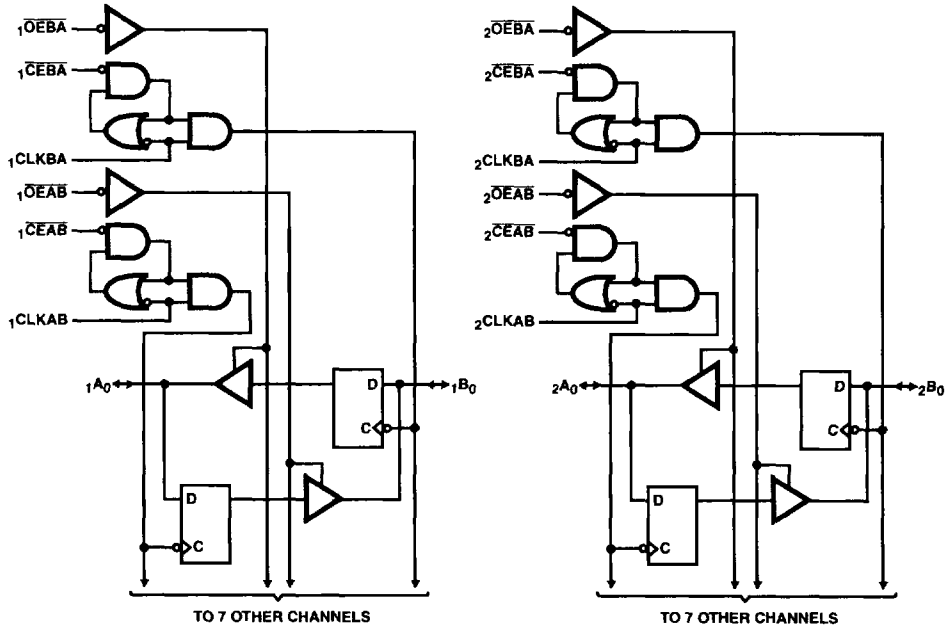 1OEBA
1CEBA
1CLKBA
1OEAB
1CEAB
1CLKAB
1A0
D
C
1B0
D
C
TO 7 OTHER CHANNELS
2OEBA
2CEBA
2CLKBA
2OEAB
2CEAB
2CLKAB
2A0
D
C
2B0
D
C
TO 7 OTHER CHANNELS